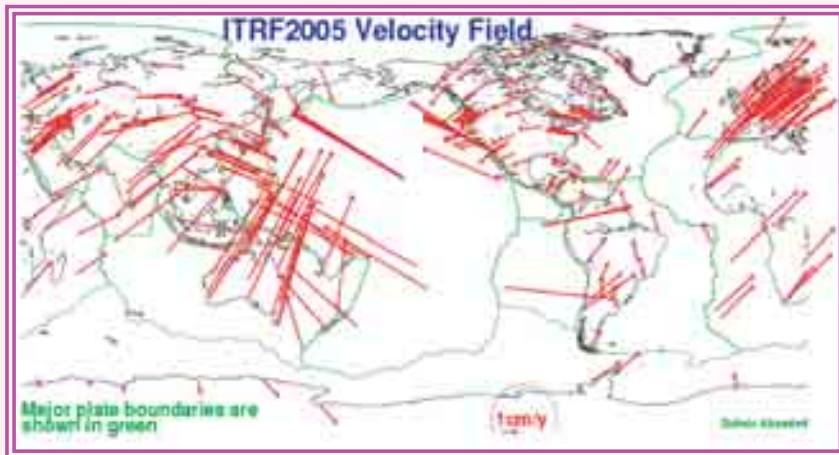 ITRF2005 Velocity Field
Major plate boundaries are
shown in green
1cm/y